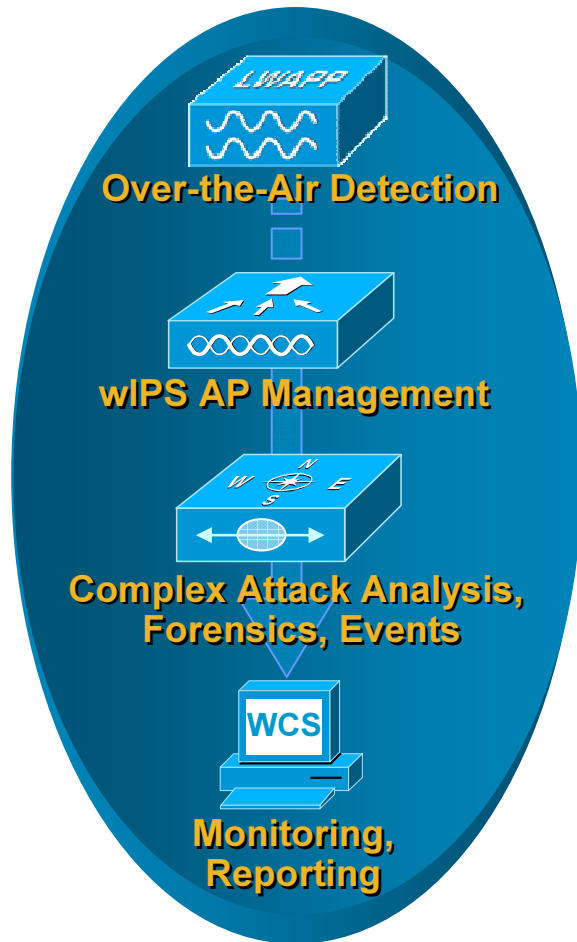 LWAPP
Over-the-Air Detection
wIPS AP Management
N
W E
S
Complex Attack Analysis,
Forensics, Events
WCS
Monitoring,
Reporting